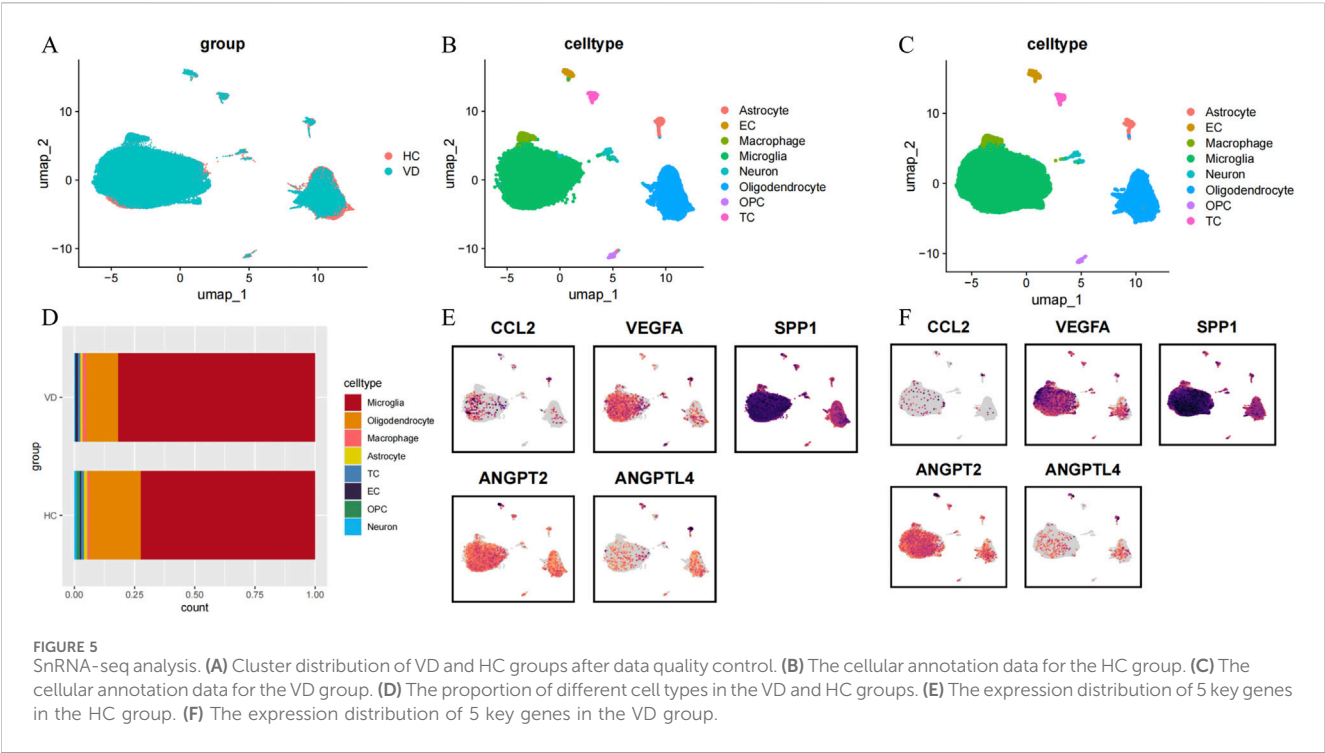 A
group
umap_2
10
0
−10
−5
0
5
10
umap_1
HC
VD
B
celltype
10
0
−10
−5
0
5
10
umap_1
Astrocyte
EC
Macrophage
Microglia
Neuron
Oligodendrocyte
OPC
TC
C
celltype
umap_2
10
0
−10
−5
0
5
10
umap_1
Astrocyte
EC
Macrophage
Microglia
Neuron
Oligodendrocyte
OPC
TC
D
group
VD
HC
0.00
0.25
0.50
0.75
1.00
count
celltype
Microglia
Oligodendrocyte
Macrophage
Astrocyte
TC
EC
OPC
Neuron
E
CCL2
VEGFA
SPP1
ANGPT2
ANGPTL4
F
CCL2
VEGFA
SPP1
ANGPT2
ANGPTL4
FIGURE 5
SnRNA-seq analysis. (A) Cluster distribution of VD and HC groups after data quality control. (B) The cellular annotation data for the HC group. (C) The
cellular annotation data for the VD group. (D) The proportion of different cell types in the VD and HC groups. (E) The expression distribution of 5 key genes
in the HC group. (F) The expression distribution of 5 key genes in the VD group.